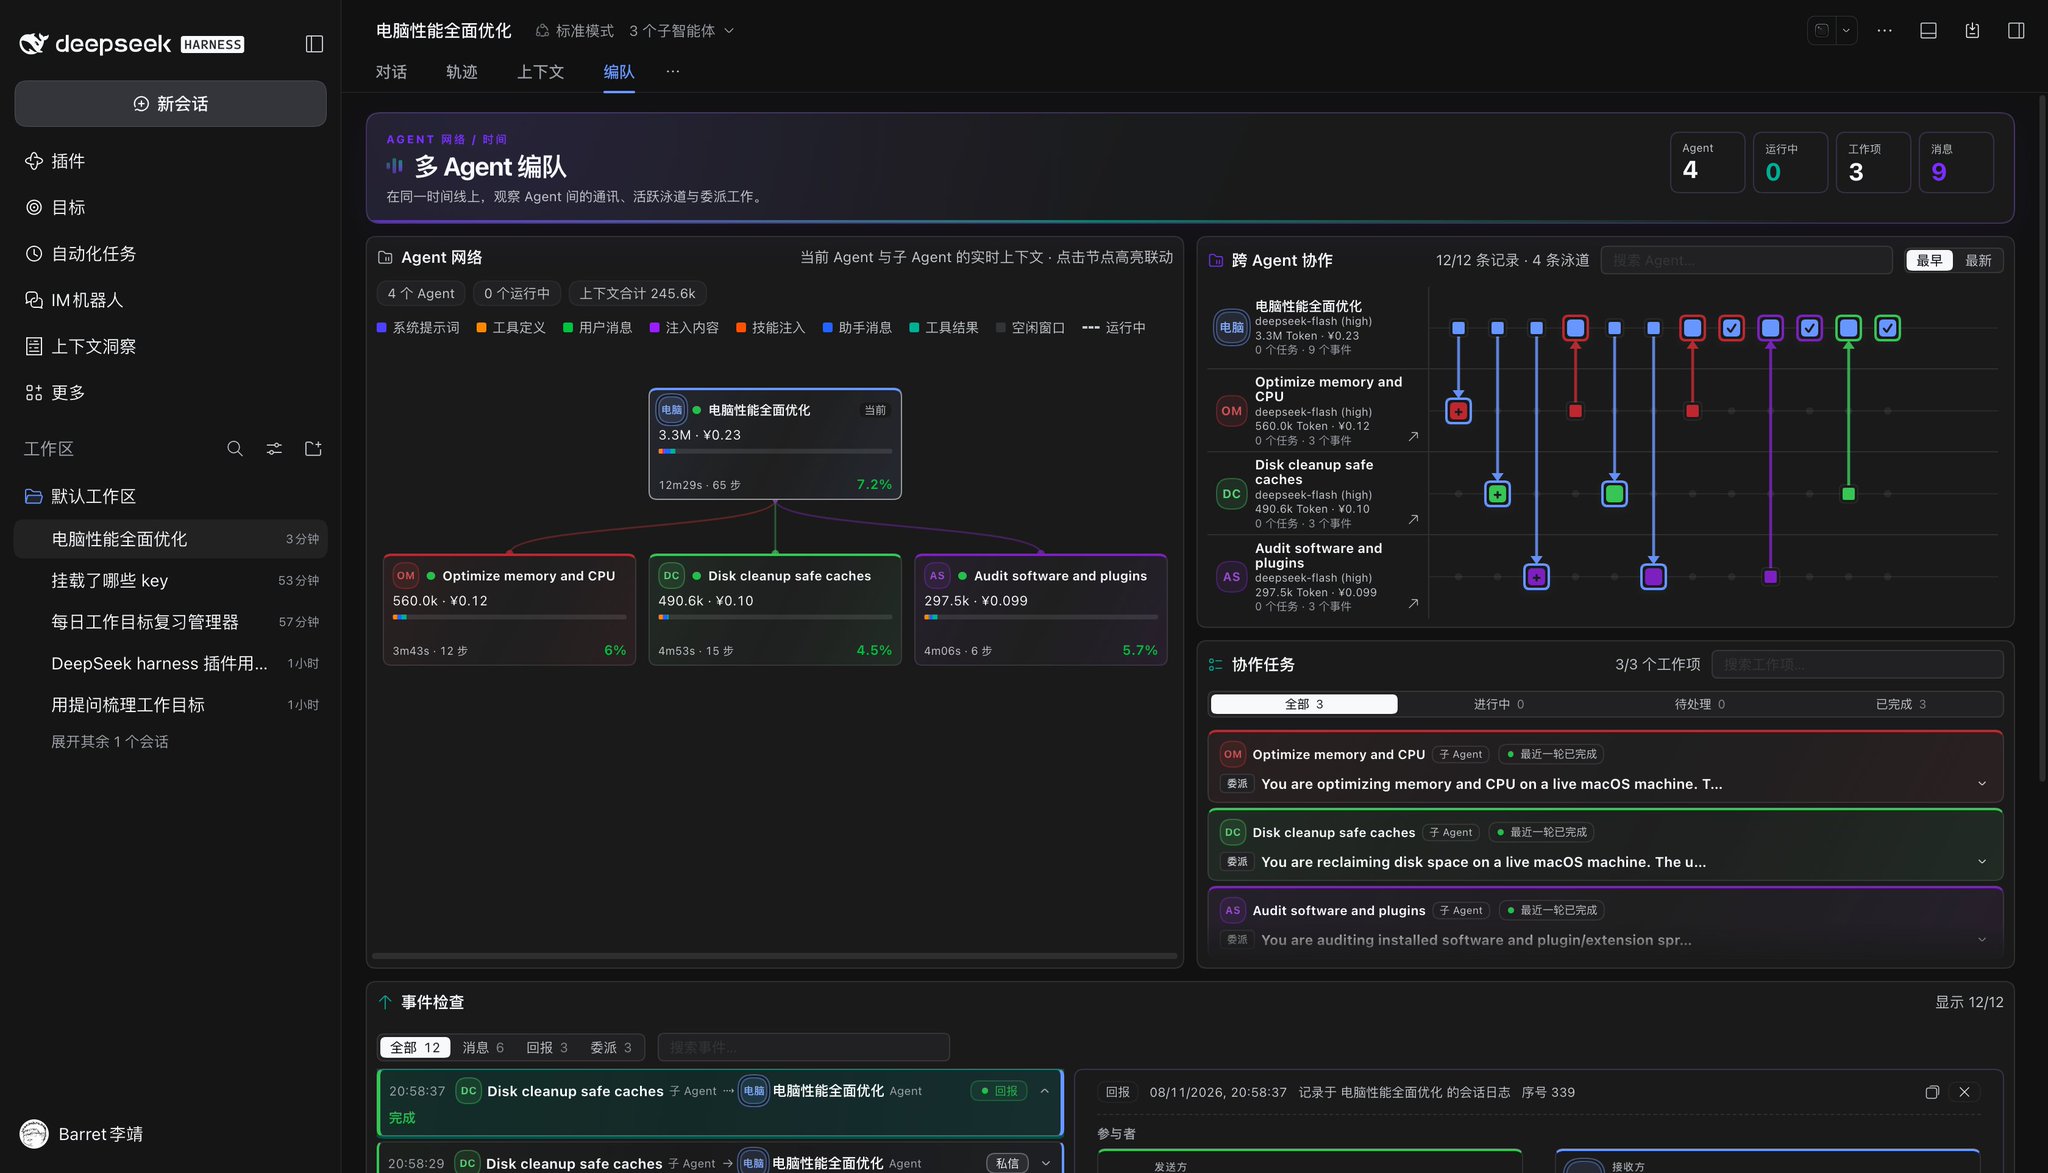 deepseek HARNESS
新会话
插件
目标
自动化任务
IM机器人
上下文洞察
更多
工作区
默认工作区
电脑性能全面优化 3分钟
挂载了哪些 key 53分钟
每日工作目标复习管理器 57分钟
DeepSeek harness 插件用... 1小时
用提问梳理工作目标 1小时
展开其余 1 个会话
Barret李靖
电脑性能全面优化 标准模式 3 个子智能体
对话 轨迹 上下文 编队 ...
AGENT 网络 / 时间
多 Agent 编队
在同一时间线上，观察 Agent 间的通讯、活跃泳道与委派工作。
Agent
4
运行中
0
工作项
3
消息
9
Agent 网络 当前 Agent 与子 Agent 的实时上下文 · 点击节点高亮联动
4 个 Agent 0 个运行中 上下文合计 245.6k
系统提示词 工具定义 用户消息 注入内容 技能注入 助手消息 工具结果 空闲窗口 运行中
电脑 电脑性能全面优化 当前
3.3M · ¥0.23
12m29s · 65 步 7.2%
OM Optimize memory and CPU
560.0k · ¥0.12
3m43s · 12 步 6%
DC Disk cleanup safe caches
490.6k · ¥0.10
4m53s · 15 步 4.5%
AS Audit software and plugins
297.5k · ¥0.099
4m06s · 6 步 5.7%
跨 Agent 协作 12/12 条记录 · 4 条泳道 搜索 Agent... 最早 最新
电脑 电脑性能全面优化
deepseek-flash (high)
3.3M Token · ¥0.23
0 个任务 · 9 个事件
OM Optimize memory and
CPU
deepseek-flash (high)
560.0k Token · ¥0.12
0 个任务 · 3 个事件
DC Disk cleanup safe
caches
deepseek-flash (high)
490.6k Token · ¥0.10
0 个任务 · 3 个事件
AS Audit software and
plugins
deepseek-flash (high)
297.5k Token · ¥0.099
0 个任务 · 3 个事件
协作任务 3/3 个工作项 搜索工作项...
全部 3 进行中 0 待处理 0 已完成 3
OM Optimize memory and CPU 子 Agent 最近一轮已完成
委派 You are optimizing memory and CPU on a live macOS machine. T...
DC Disk cleanup safe caches 子 Agent 最近一轮已完成
委派 You are reclaiming disk space on a live macOS machine. The u...
AS Audit software and plugins 子 Agent 最近一轮已完成
委派 You are auditing installed software and plugin/extension spr...
事件检查 显示 12/12
全部 12 消息 6 回报 3 委派 3 搜索事件...
20:58:37 DC Disk cleanup safe caches 子 Agent 电脑 电脑性能全面优化 Agent 回报
完成
20:58:29 DC Disk cleanup safe caches 子 Agent → 电脑 电脑性能全面优化 Agent 私信
回报 08/11/2026, 20:58:37 记录于 电脑性能全面优化 的会话日志 序号 339
参与者
发送方 接收方